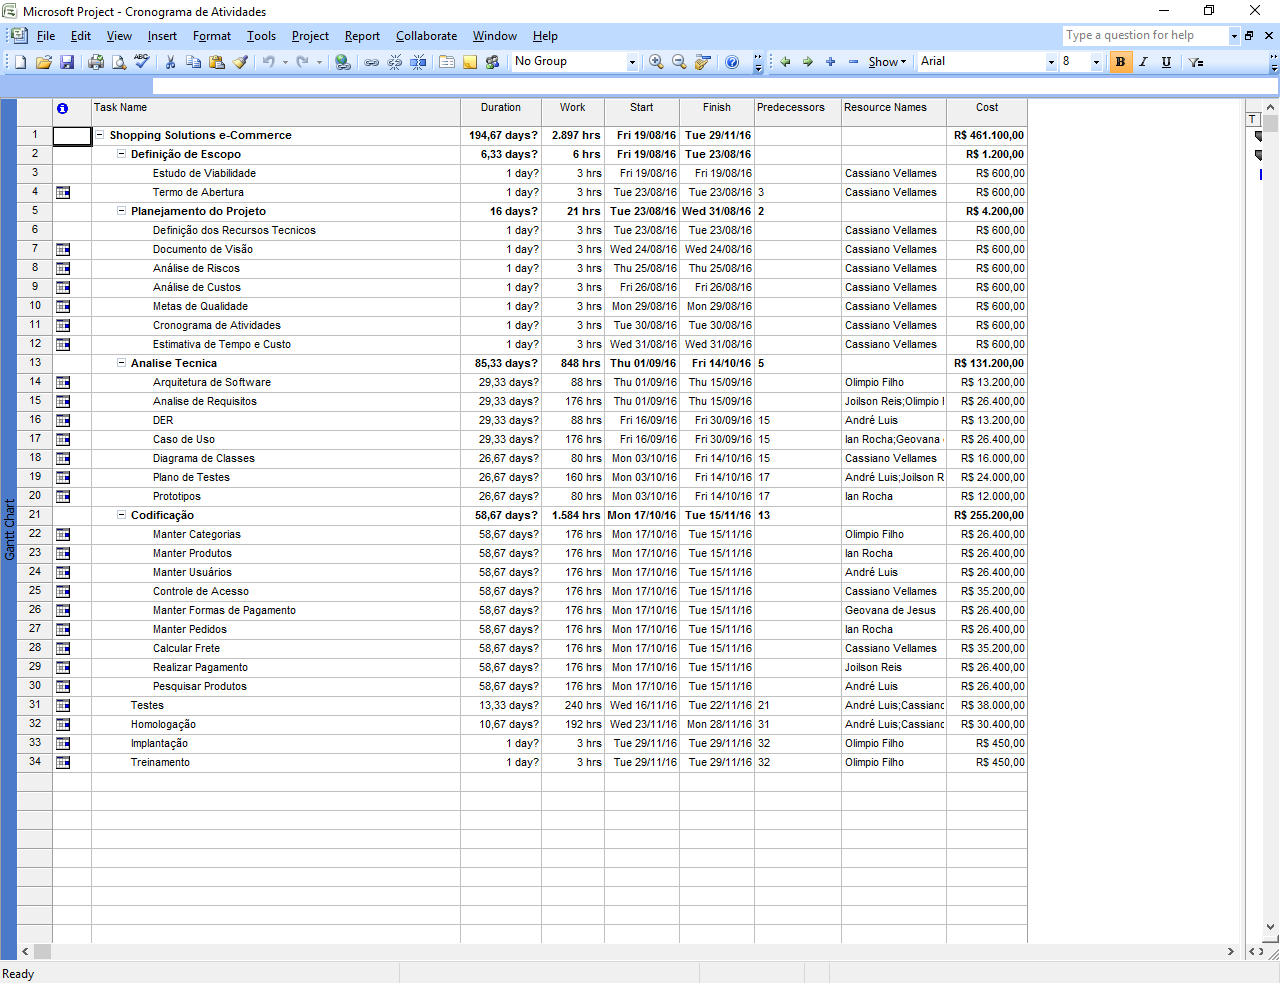 Microsoft Project - Cronograma de Atividades
File Edit View Insert Format Tools Project Report Collaborate Window Help Type a question for help
No Group Show Arial 8 B I U
Task Name Duration Work Start Finish Predecessors Resource Names Cost T
1 Shopping Solutions e-Commerce 194,67 days? 2.897 hrs Fri 19/08/16 Tue 29/11/16 R$ 461.100,00
2 Definição de Escopo 6,33 days? 6 hrs Fri 19/08/16 Tue 23/08/16 R$ 1.200,00
3 Estudo de Viabilidade 1 day? 3 hrs Fri 19/08/16 Fri 19/08/16 Cassiano Vellames R$ 600,00
4 Termo de Abertura 1 day? 3 hrs Tue 23/08/16 Tue 23/08/16 3 Cassiano Vellames R$ 600,00
5 Planejamento do Projeto 16 days? 21 hrs Tue 23/08/16 Wed 31/08/16 2 R$ 4.200,00
6 Definição dos Recursos Tecnicos 1 day? 3 hrs Tue 23/08/16 Tue 23/08/16 Cassiano Vellames R$ 600,00
7 Documento de Visão 1 day? 3 hrs Wed 24/08/16 Wed 24/08/16 Cassiano Vellames R$ 600,00
8 Análise de Riscos 1 day? 3 hrs Thu 25/08/16 Thu 25/08/16 Cassiano Vellames R$ 600,00
9 Análise de Custos 1 day? 3 hrs Fri 26/08/16 Fri 26/08/16 Cassiano Vellames R$ 600,00
10 Metas de Qualidade 1 day? 3 hrs Mon 29/08/16 Mon 29/08/16 Cassiano Vellames R$ 600,00
11 Cronograma de Atividades 1 day? 3 hrs Tue 30/08/16 Tue 30/08/16 Cassiano Vellames R$ 600,00
12 Estimativa de Tempo e Custo 1 day? 3 hrs Wed 31/08/16 Wed 31/08/16 Cassiano Vellames R$ 600,00
13 Analise Tecnica 85,33 days? 848 hrs Thu 01/09/16 Fri 14/10/16 5 R$ 131.200,00
14 Arquitetura de Software 29,33 days? 88 hrs Thu 01/09/16 Thu 15/09/16 Olimpio Filho R$ 13.200,00
15 Analise de Requisitos 29,33 days? 176 hrs Thu 01/09/16 Thu 15/09/16 Joilson Reis;Olimpio R$ 26.400,00
16 DER 29,33 days? 88 hrs Fri 16/09/16 Fri 30/09/16 15 André Luis R$ 13.200,00
17 Caso de Uso 29,33 days? 176 hrs Fri 16/09/16 Fri 30/09/16 15 Ian Rocha;Geovana R$ 26.400,00
18 Diagrama de Classes 26,67 days? 80 hrs Mon 03/10/16 Fri 14/10/16 15 Cassiano Vellames R$ 16.000,00
19 Plano de Testes 26,67 days? 160 hrs Mon 03/10/16 Fri 14/10/16 17 André Luis;Joilson R R$ 24.000,00
20 Prototipos 26,67 days? 80 hrs Mon 03/10/16 Fri 14/10/16 17 Ian Rocha R$ 12.000,00
21 Codificação 58,67 days? 1.584 hrs Mon 17/10/16 Tue 15/11/16 13 R$ 255.200,00
22 Manter Categorias 58,67 days? 176 hrs Mon 17/10/16 Tue 15/11/16 Olimpio Filho R$ 26.400,00
23 Manter Produtos 58,67 days? 176 hrs Mon 17/10/16 Tue 15/11/16 Ian Rocha R$ 26.400,00
24 Manter Usuários 58,67 days? 176 hrs Mon 17/10/16 Tue 15/11/16 André Luis R$ 26.400,00
25 Controle de Acesso 58,67 days? 176 hrs Mon 17/10/16 Tue 15/11/16 Cassiano Vellames R$ 35.200,00
26 Manter Formas de Pagamento 58,67 days? 176 hrs Mon 17/10/16 Tue 15/11/16 Geovana de Jesus R$ 26.400,00
27 Manter Pedidos 58,67 days? 176 hrs Mon 17/10/16 Tue 15/11/16 Ian Rocha R$ 26.400,00
28 Calcular Frete 58,67 days? 176 hrs Mon 17/10/16 Tue 15/11/16 Cassiano Vellames R$ 35.200,00
29 Realizar Pagamento 58,67 days? 176 hrs Mon 17/10/16 Tue 15/11/16 Joilson Reis R$ 26.400,00
30 Pesquisar Produtos 58,67 days? 176 hrs Mon 17/10/16 Tue 15/11/16 André Luis R$ 26.400,00
31 Testes 13,33 days? 240 hrs Wed 16/11/16 Tue 22/11/16 21 André Luis;Cassiano R$ 38.000,00
32 Homologação 10,67 days? 192 hrs Wed 23/11/16 Mon 28/11/16 31 André Luis;Cassiano R$ 30.400,00
33 Implantação 1 day? 3 hrs Tue 29/11/16 Tue 29/11/16 32 Olimpio Filho R$ 450,00
34 Treinamento 1 day? 3 hrs Tue 29/11/16 Tue 29/11/16 32 Olimpio Filho R$ 450,00
Gantt Chart
Ready